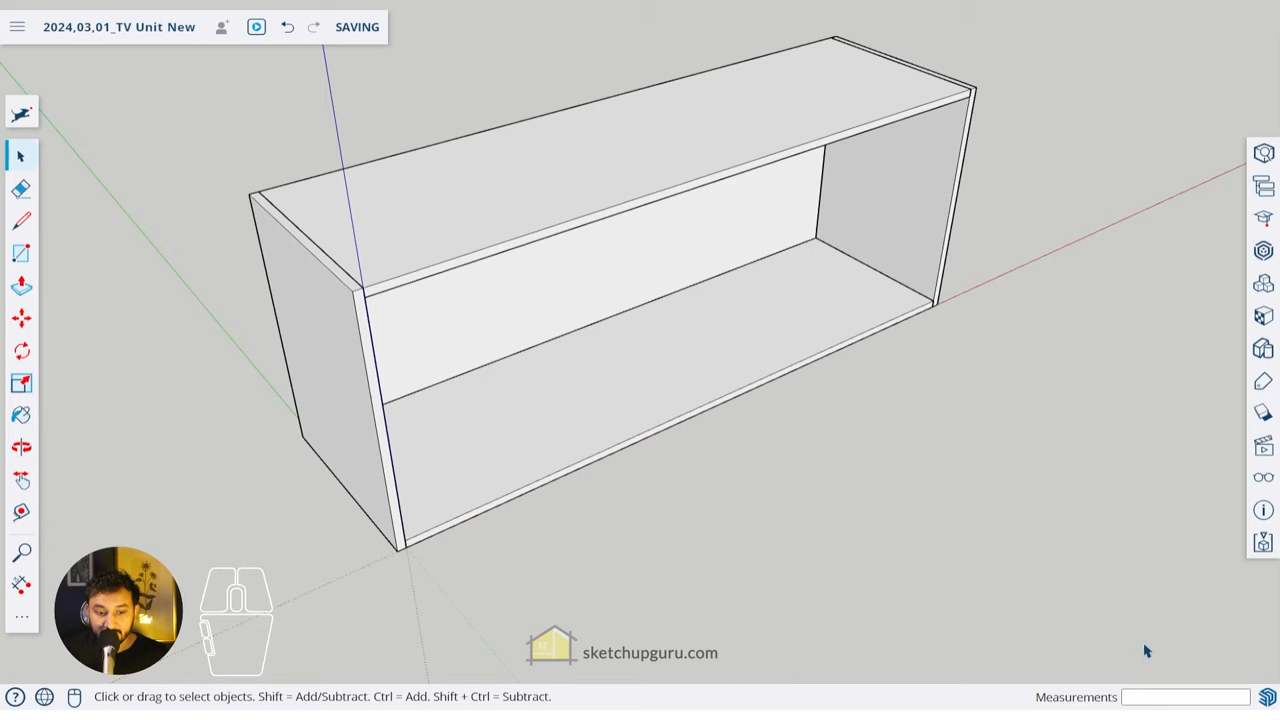 2024,03,01_TV Unit New
SAVING
sketchupguru.com
Click or drag to select objects. Shift = Add/Subtract. Ctrl = Add. Shift + Ctrl = Subtract.
Measurements